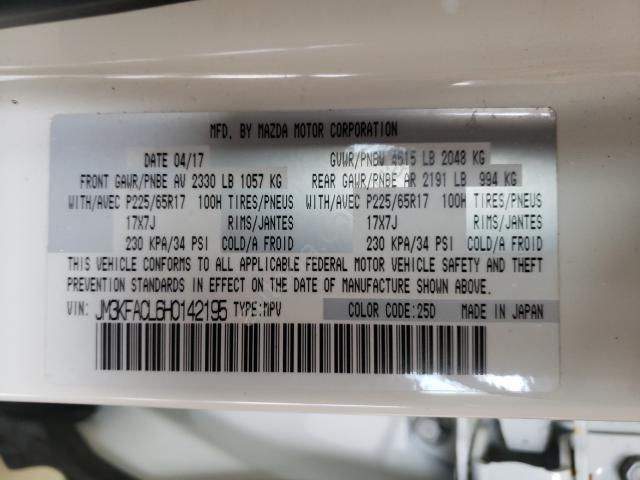 MFD. BY MAZDA MOTOR CORPORATION
DATE 04/17 GVWR/PNBV 4515 LB 2048 KG
FRONT GAWR/PNBE AV 2330 LB 1057 KG REAR GAWR/PNBE AR 2191 LB 994 KG
WITH/AVEC P225/65R17 100H TIRES/PNEUS WITH/AVEC P225/65R17 100H TIRES/PNEUS
17X7J RIMS/JANTES 17X7J RIMS/JANTES
230 KPA/34 PSI COLD/A FROID 230 KPA/34 PSI COLD/A FROID
THIS VEHICLE CONFORMS TO ALL APPLICABLE FEDERAL MOTOR VEHICLE SAFETY AND THEFT
PREVENTION STANDARDS IN EFFECT ON THE DATE OF MANUFACTURE SHOWN ABOVE.
VIN: JM3KFACL6H0142195 TYPE:MPV COLOR CODE:25D MADE IN JAPAN